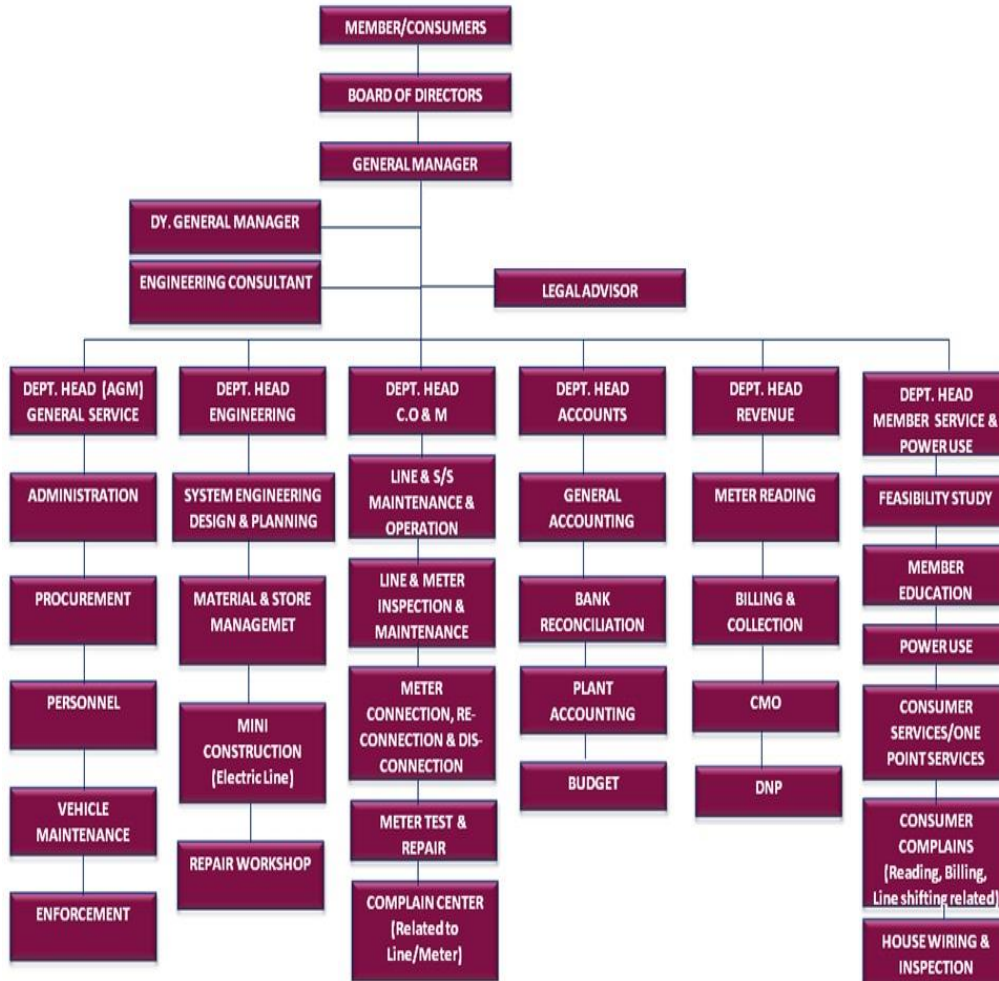 MEMBER/CONSUMERS
BOARD OF DIRECTORS
GENERAL MANAGER
DY. GENERAL MANAGER
ENGINEERING CONSULTANT
LEGAL ADVISOR
DEPT. HEAD (AGM)
GENERAL SERVICE
ADMINISTRATION
PROCUREMENT
PERSONNEL
VEHICLE
MAINTENANCE
ENFORCEMENT
DEPT. HEAD
ENGINEERING
SYSTEM ENGINEERING
DESIGN & PLANNING
MATERIAL & STORE
MANAGEMET
MINI
CONSTRUCTION
(Electric Line)
REPAIR WORKSHOP
DEPT. HEAD
C.O & M
LINE & S/S
MAINTENANCE &
OPERATION
LINE & METER
INSPECTION &
MAINTENANCE
METER
CONNECTION, RE-
CONNECTION & DIS-
CONNECTION
METER TEST &
REPAIR
COMPLAIN CENTER
(Related to
Line/Meter)
DEPT. HEAD
ACCOUNTS
GENERAL
ACCOUNTING
BANK
RECONCILIATION
PLANT
ACCOUNTING
BUDGET
DEPT. HEAD
REVENUE
METER READING
BILLING &
COLLECTION
CMO
DNP
DEPT. HEAD
MEMBER SERVICE &
POWER USE
FEASIBILITY STUDY
MEMBER
EDUCATION
POWER USE
CONSUMER
SERVICES/ONE
POINT SERVICES
CONSUMER
COMPLAINS
(Reading, Billing,
Line shifting related)
HOUSE WIRING &
INSPECTION